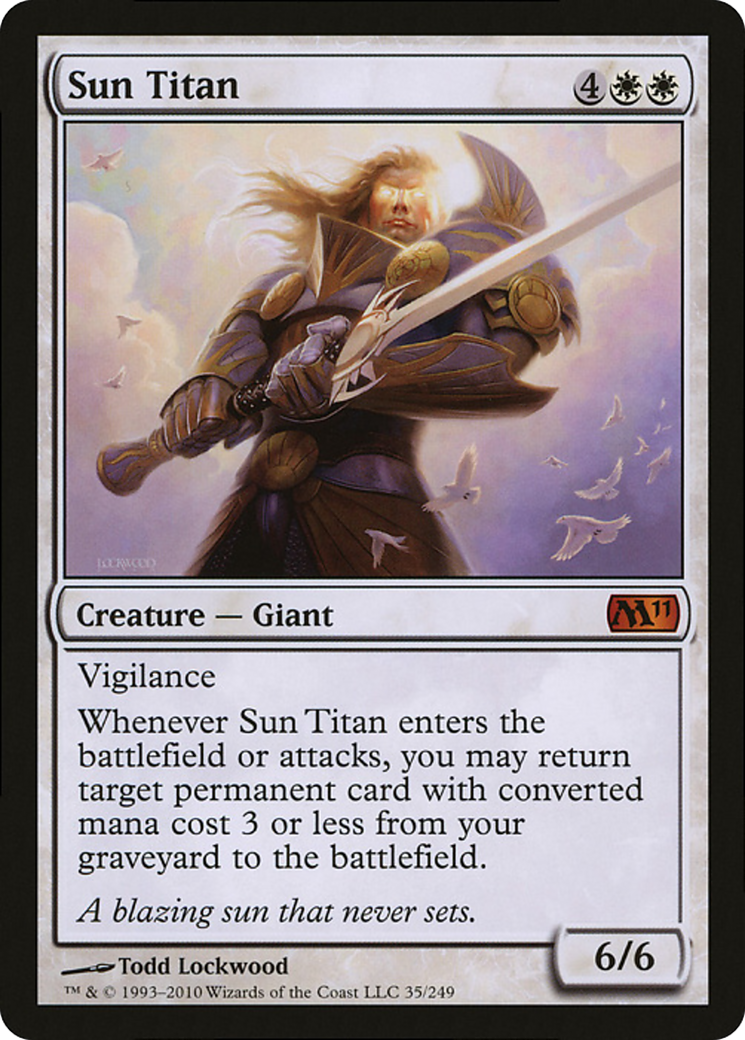 Sun Titan 4
LOCKWOOD
Creature — Giant M11
Vigilance
Whenever Sun Titan enters the
battlefield or attacks, you may return
target permanent card with converted
mana cost 3 or less from your
graveyard to the battlefield.
A blazing sun that never sets.
6/6
Todd Lockwood
™ & © 1993–2010 Wizards of the Coast LLC 35/249